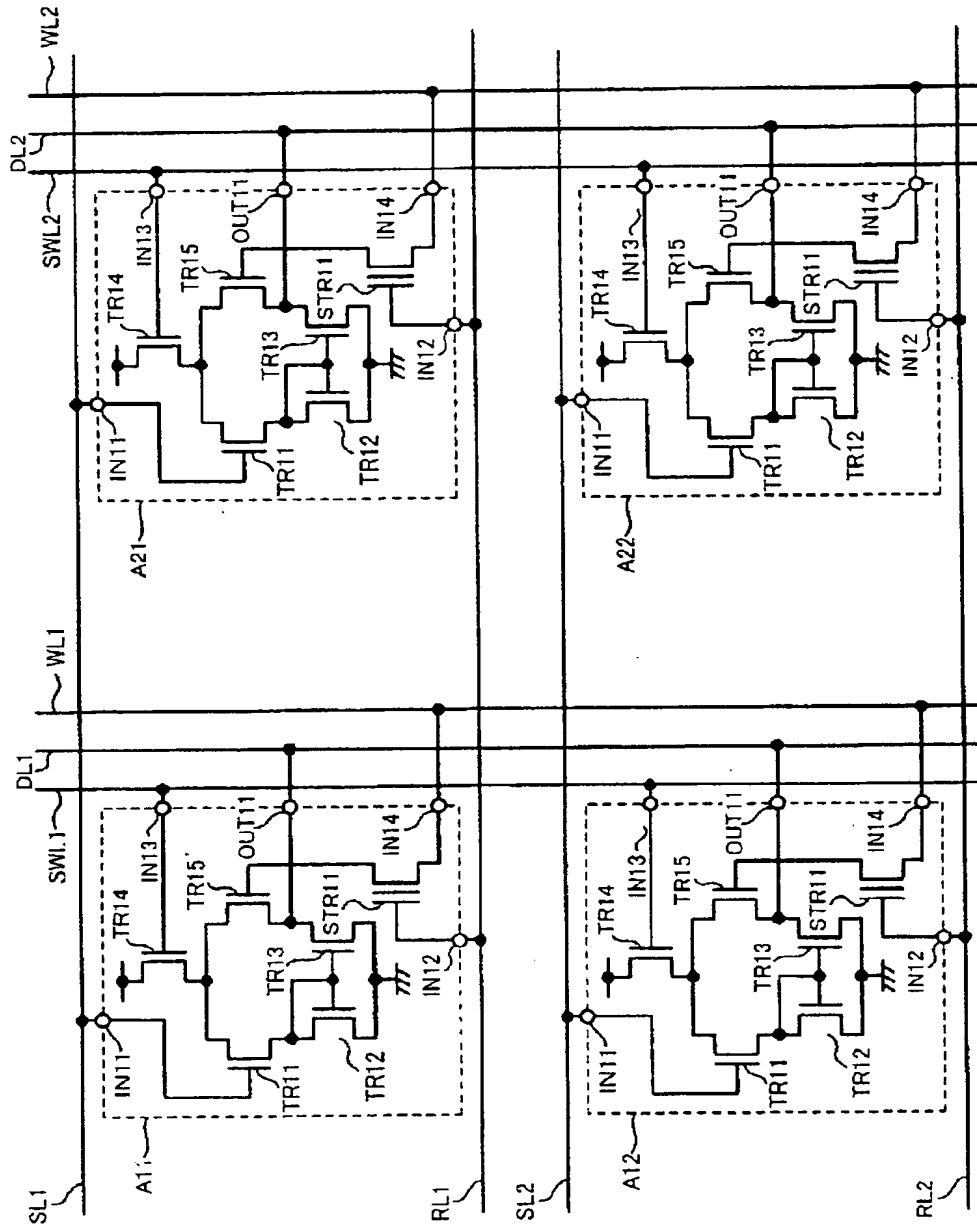 SWL1
DL1
WL1
SWL2
DL2
WL2
SL1
IN11
TR14
IN13
A11
TR11
TR15
OUT11
TR13
TR12
STR11
IN14
IN12
RL1
IN11
TR14
IN13
A21
TR11
TR15
OUT11
TR13
TR12
STR11
IN14
IN12
SL2
IN11
TR14
IN13
A12
TR11
TR15
OUT11
TR13
TR12
STR11
IN14
IN12
RL2
IN11
TR14
IN13
A22
TR11
TR15
OUT11
TR13
TR12
STR11
IN14
IN12